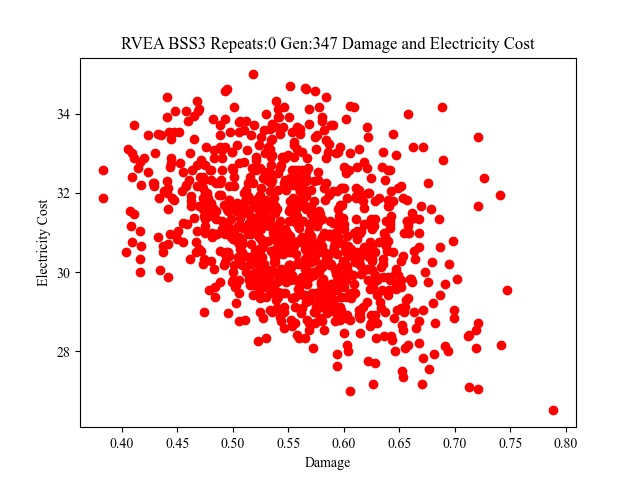 RVEA BSS3 Repeats:0 Gen:347 Damage and Electricity Cost
Electricity Cost
34
32
30
28
0.40 0.45 0.50 0.55 0.60 0.65 0.70 0.75 0.80
Damage